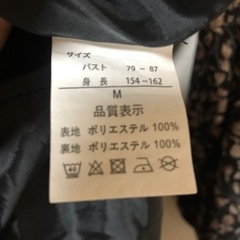 サイズ
バスト 79 - 87
身長 154 ~ 162
M
品質表示
表地 ポリエステル 100%
裏地 ポリエステル 100%